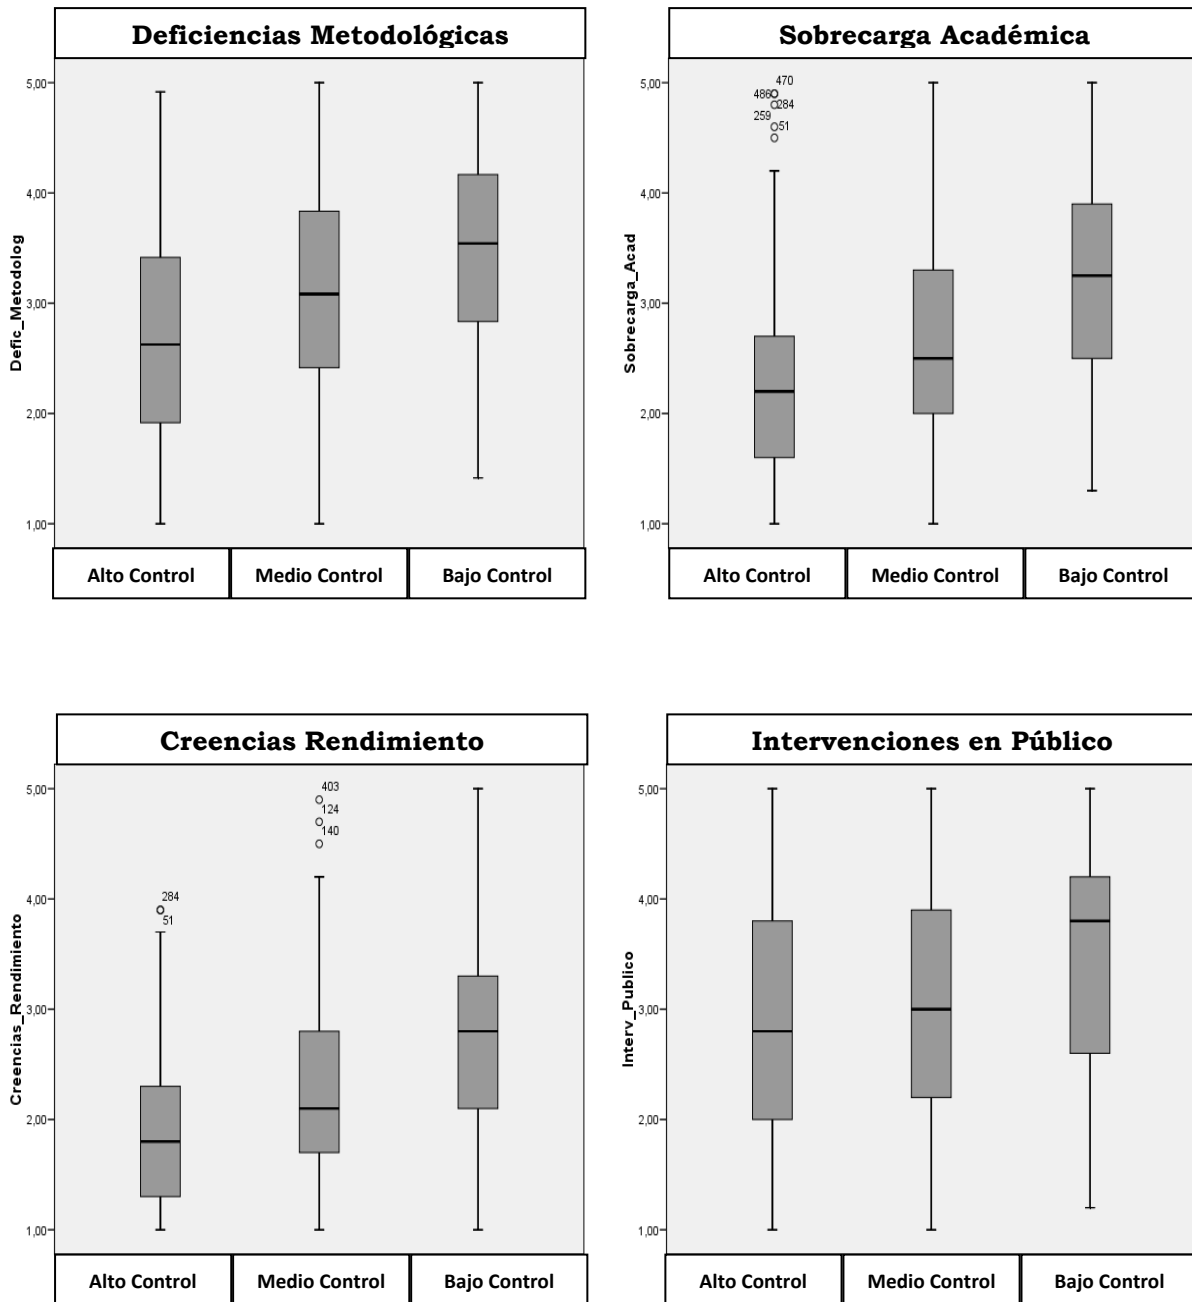 Deficiencias Metodológicas
5,00
4,00
3,00
2,00
1,00
Defic_Metodolog
Alto Control
Medio Control
Bajo Control
Sobrecarga Académica
5,00
4,00
3,00
2,00
1,00
Sobrecarga_Acad
470
486
284
259
51
Alto Control
Medio Control
Bajo Control
Creencias Rendimiento
5,00
4,00
3,00
2,00
1,00
Creencias_Rendimiento
284
51
403
124
140
Alto Control
Medio Control
Bajo Control
Intervenciones en Público
5,00
4,00
3,00
2,00
1,00
Interv_Publico
Alto Control
Medio Control
Bajo Control